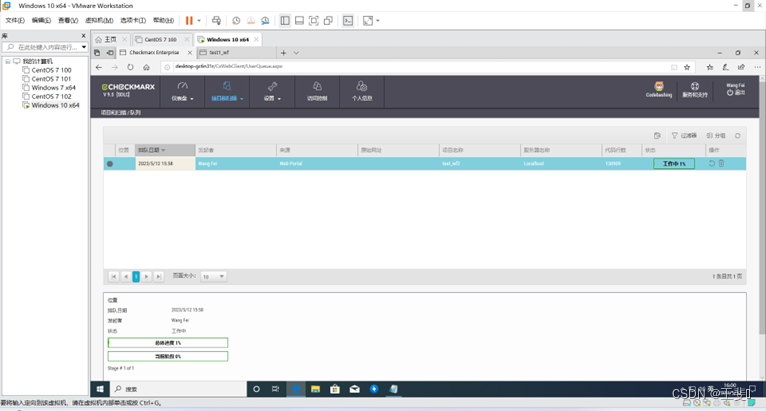 Windows 10 x64 - VMware Workstation
文件(F) 编辑(E) 查看(V) 虚拟机(M) 选项卡(T) 帮助(H)
库
在此处键入内容进行...
我的计算机
CentOS 7 100
CentOS 7 101
Windows 7 x64
CentOS 7 102
Windows 10 x64
主页 CentOS 7 100 Windows 10 x64
Checkmarx Enterprise test1_wf
desktop-gc6n31r/CxWebClient/UserQueue.aspx
CHECKMARX
仪表盘 项目和扫描 设置 访问控制 个人信息 Codebashing 服务和支持 Wang Fei
退出
项目和扫描 / 队列
过滤器 分组
位置 排队日期 发起者 来源 原始网址 项目名称 服务器名称 代码行数 状态 操作
2023/5/12 15:58 Wang Fei Web Portal test_wf1 Localhost 工作中 1%
1 页面大小: 10 1 条目共 1 页
位置
排队日期 2023/5/12 15:58
发起者 Wang Fei
状态 工作中
总体进度 1%
当前阶段 0%
Stage # 1 of 1
搜索
16:00
要将输入定向到该虚拟机，请在虚拟机内部单击或按 Ctrl+G。